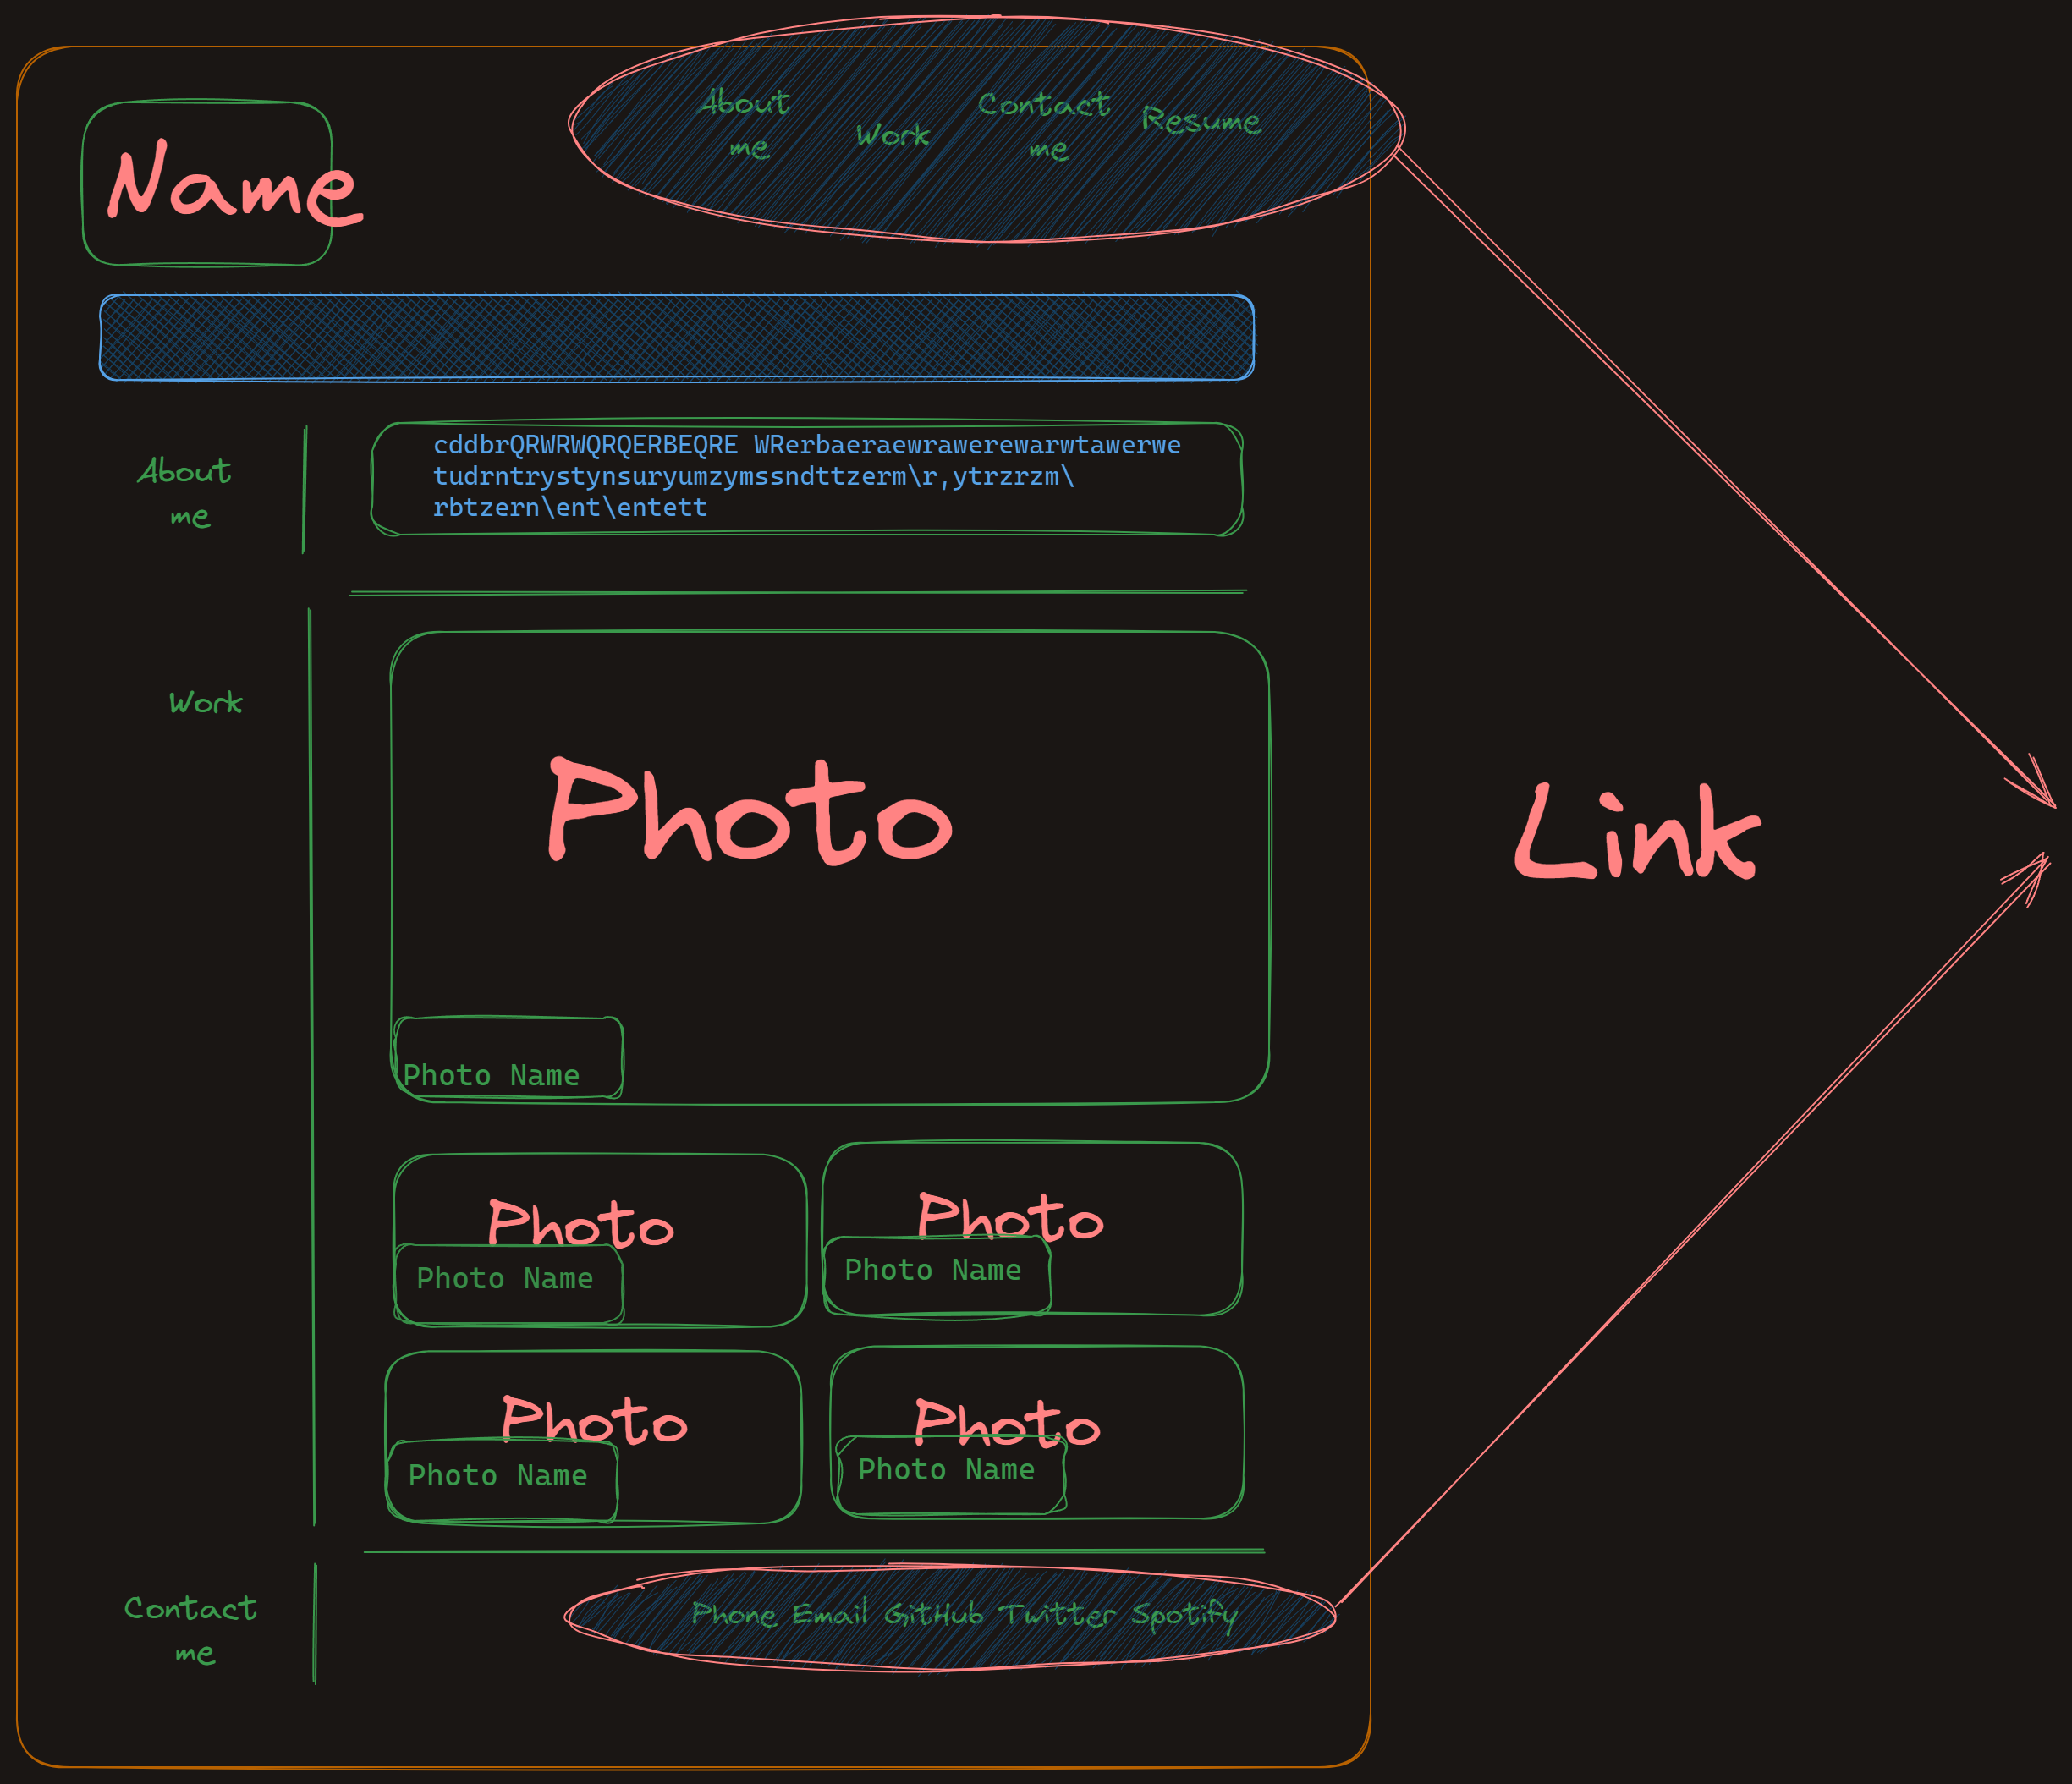 About
me
Work
Contact
me
Resume
Name
About
me
cddbrQRWRWQRQERBEQRE WRerbaeraewrawerewarwtawerwe
tudrntrystynsuryumzymssndttzerm\r,ytrzrzm\
rbtzern\ent\entett
Work
Photo
Photo Name
Link
Photo
Photo Name
Photo
Photo Name
Photo
Photo Name
Photo
Photo Name
Contact
me
Phone Email GitHub Twitter Spotify